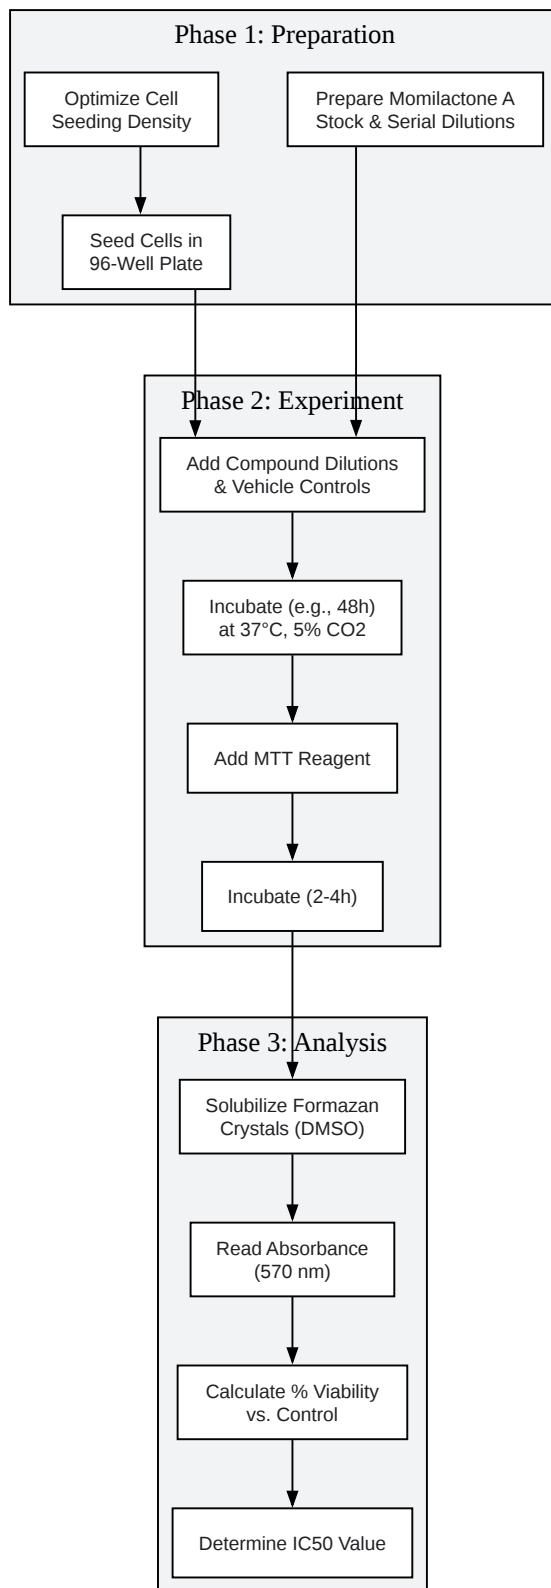 Phase 1: Preparation
Optimize Cell
Seeding Density
Prepare Momilactone A
Stock & Serial Dilutions
Seed Cells in
96-Well Plate
Phase 2: Experiment
Add Compound Dilutions
& Vehicle Controls
Incubate (e.g., 48h)
at 37°C, 5% CO2
Add MTT Reagent
Incubate (2-4h)
Phase 3: Analysis
Solubilize Formazan
Crystals (DMSO)
Read Absorbance
(570 nm)
Calculate % Viability
vs. Control
Determine IC50 Value